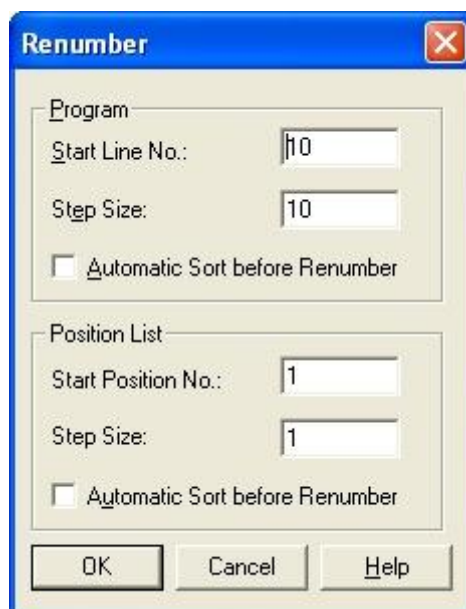 Renumber
Program
Start Line No.: 10
Step Size: 10
Automatic Sort before Renumber
Position List
Start Position No.: 1
Step Size: 1
Automatic Sort before Renumber
OK Cancel Help